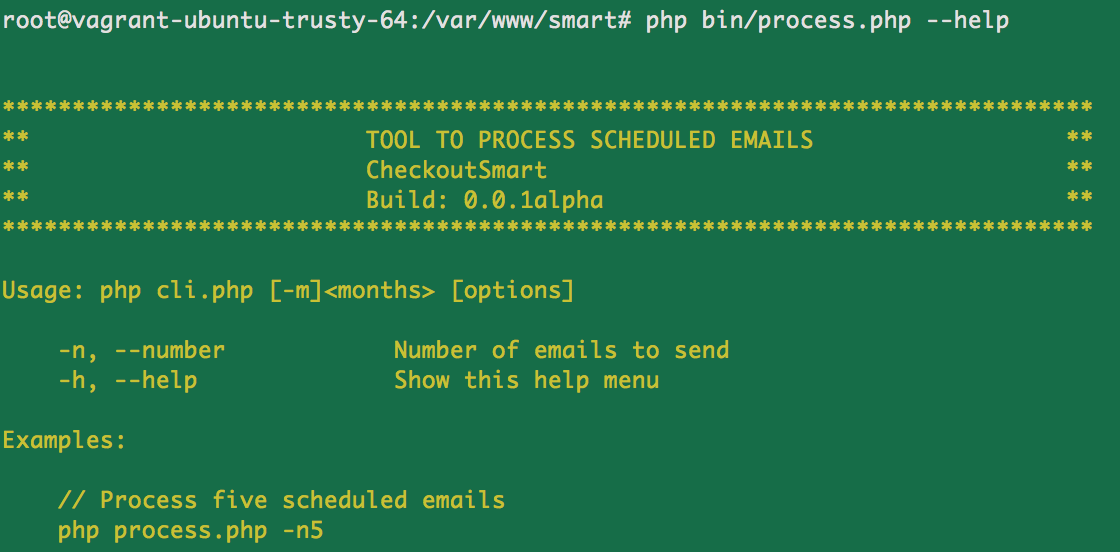 root@vagrant-ubuntu-trusty-64:/var/www/smart# php bin/process.php --help
******************************************************************************
** TOOL TO PROCESS SCHEDULED EMAILS **
** CheckoutSmart **
** Build: 0.0.1alpha **
******************************************************************************
Usage: php cli.php [-m]<months> [options]
-n, --number Number of emails to send
-h, --help Show this help menu
Examples:
// Process five scheduled emails
php process.php -n5